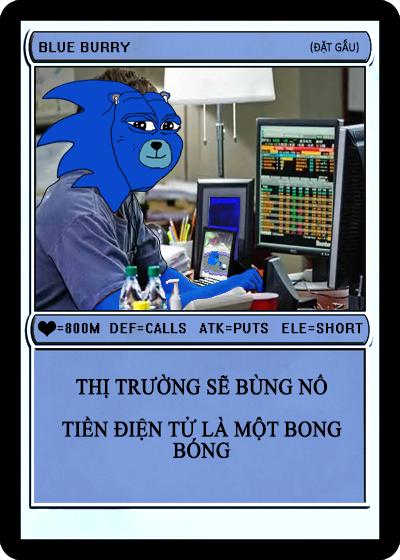 BLUE BURRY (ĐẶT GẤU)
=800M DEF=CALLS ATK=PUTS ELE=SHORT
THỊ TRƯỜNG SẼ BÙNG NỔ
TIỀN ĐIỆN TỬ LÀ MỘT BONG
BÓNG